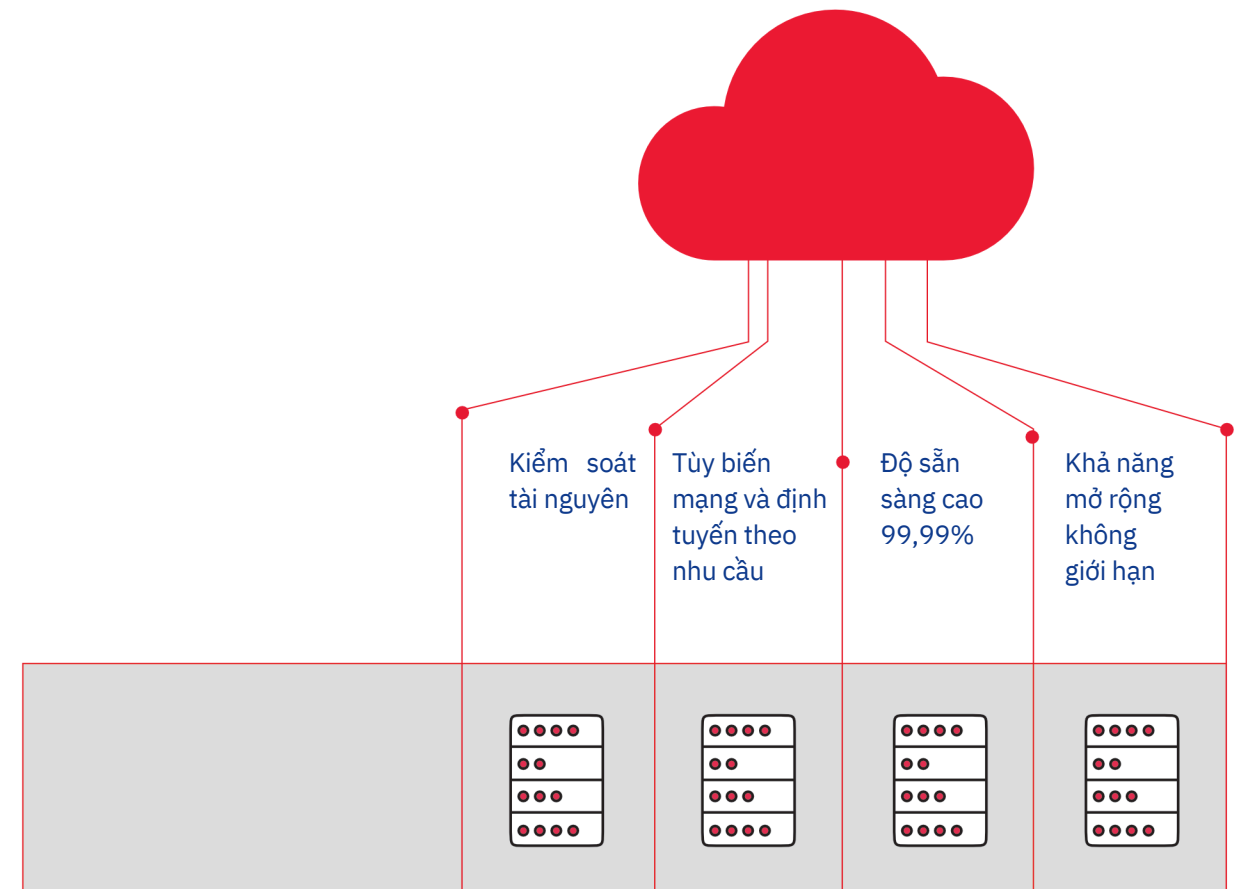 Kiểm soát
tài nguyên
Tùy biến
mạng và định
tuyến theo
nhu cầu
Độ sẵn
sàng cao
99,99%
Khả năng
mở rộng
không
giới hạn